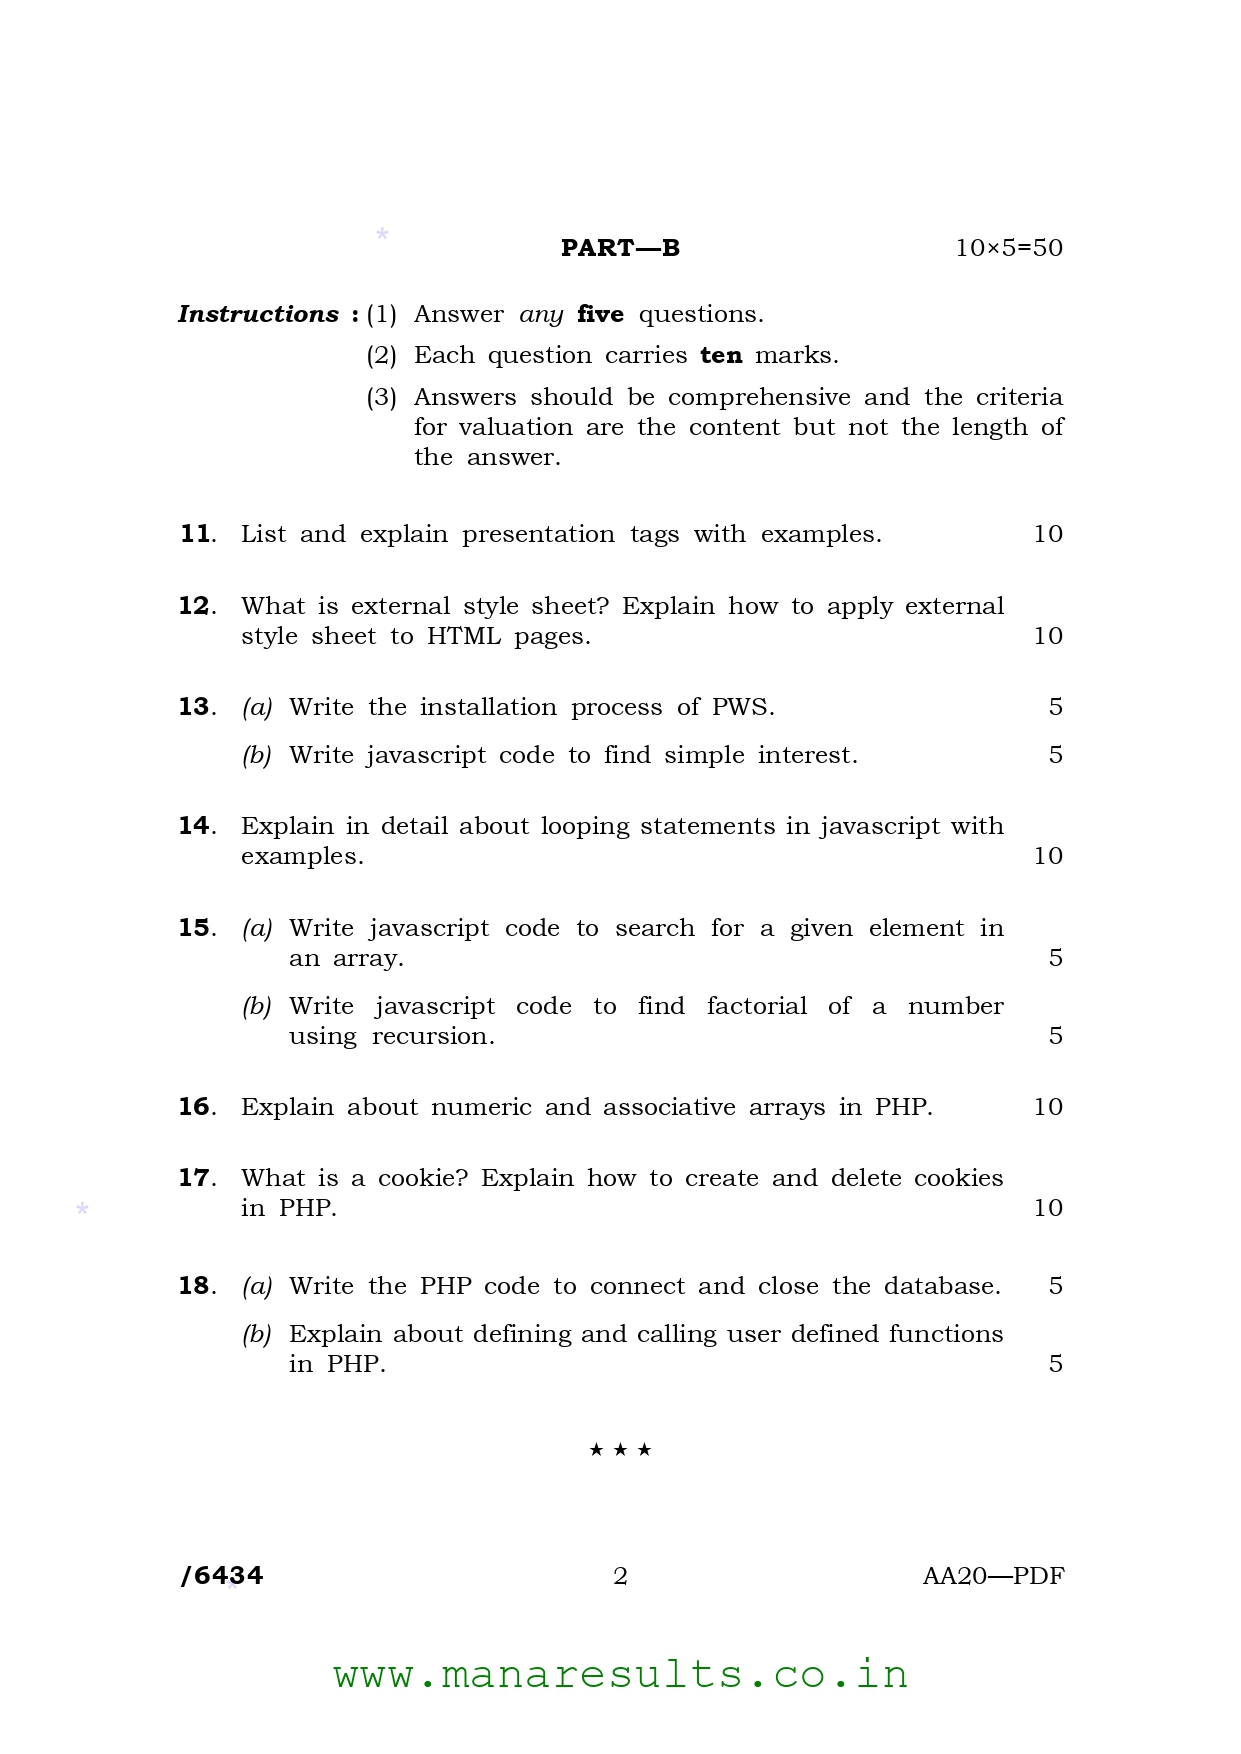 PART—B 10×5=50
Instructions : (1) Answer any five questions.
(2) Each question carries ten marks.
(3) Answers should be comprehensive and the criteria
for valuation are the content but not the length of
the answer.
11. List and explain presentation tags with examples. 10
12. What is external style sheet? Explain how to apply external
style sheet to HTML pages. 10
13. (a) Write the installation process of PWS. 5
(b) Write javascript code to find simple interest. 5
14. Explain in detail about looping statements in javascript with
examples. 10
15. (a) Write javascript code to search for a given element in
an array. 5
(b) Write javascript code to find factorial of a number
using recursion. 5
16. Explain about numeric and associative arrays in PHP. 10
17. What is a cookie? Explain how to create and delete cookies
in PHP. 10
18. (a) Write the PHP code to connect and close the database. 5
(b) Explain about defining and calling user defined functions
in PHP. 5
★ ★ ★
/6434 2 AA20—PDF
www.manaresults.co.in